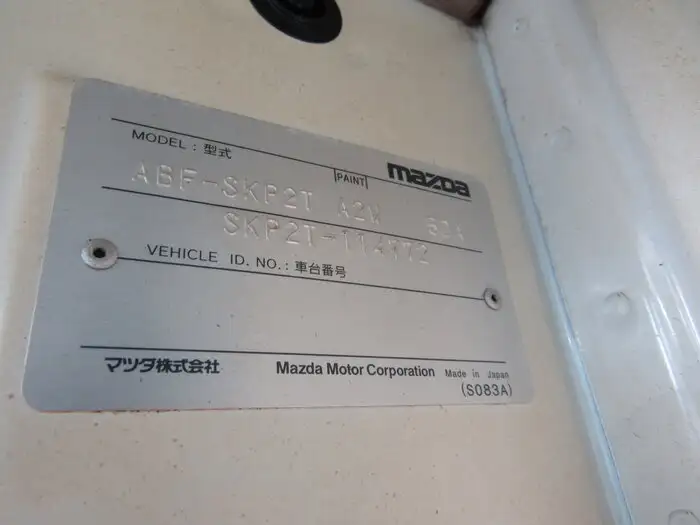 MODEL : 型式
PAINT
mazda
ABF-SKP2T A2W
SKP2T-114172
VEHICLE ID. NO. : 車台番号
マツダ株式会社 Mazda Motor Corporation Made in Japan
(S083A)